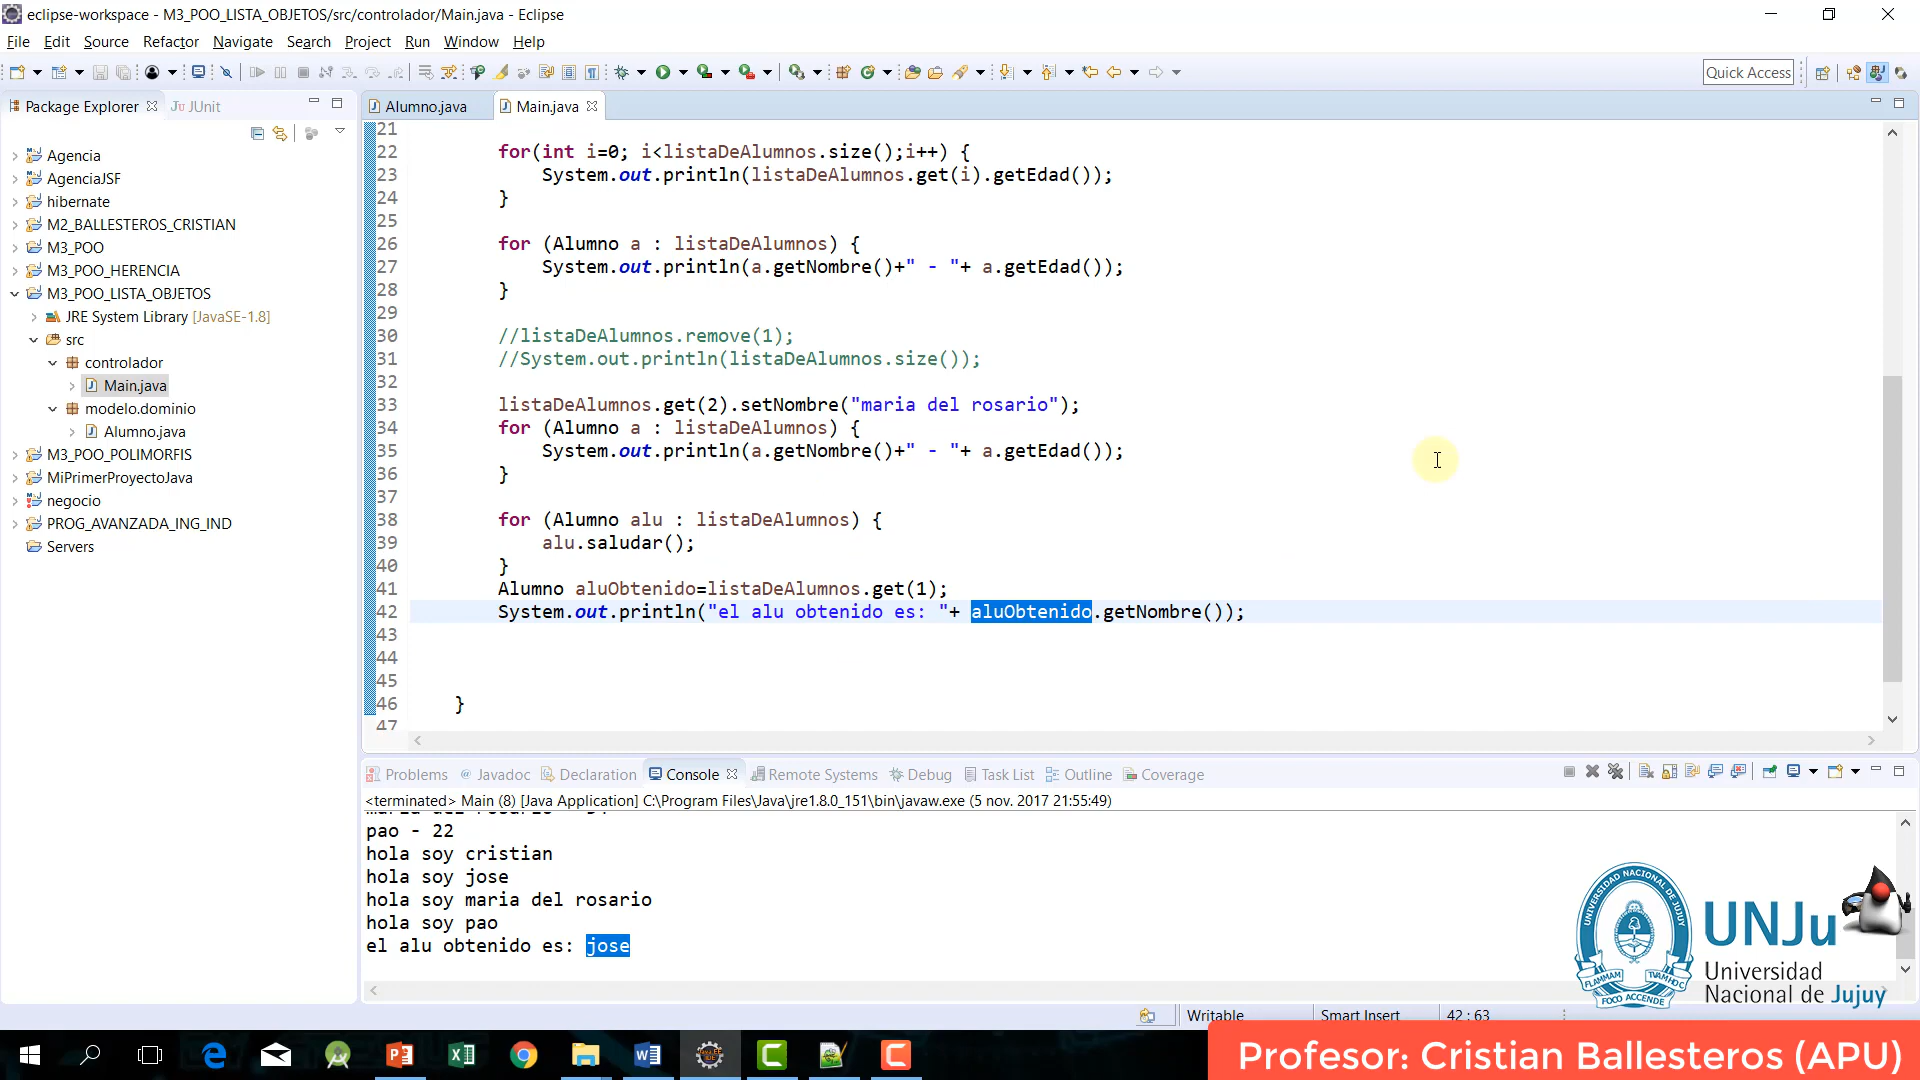 eclipse-workspace - M3_POO_LISTA_OBJETOS/src/controlador/Main.java - Eclipse
File Edit Source Refactor Navigate Search Project Run Window Help
Quick Access
Package Explorer
JUnit
Alumno.java
Main.java
Agencia
AgenciaJSF
hibernate
M2_BALLESTEROS_CRISTIAN
M3_POO
M3_POO_HERENCIA
M3_POO_LISTA_OBJETOS
JRE System Library [JavaSE-1.8]
src
controlador
Main.java
modelo.dominio
Alumno.java
M3_POO_POLIMORFIS
MiPrimerProyectoJava
negocio
PROG_AVANZADA_ING_IND
Servers
21
22 for(int i=0; i<listaDeAlumnos.size();i++) {
23 System.out.println(listaDeAlumnos.get(i).getEdad());
24 }
25
26 for (Alumno a : listaDeAlumnos) {
27 System.out.println(a.getNombre()+" - "+ a.getEdad());
28 }
29
30 //listaDeAlumnos.remove(1);
31 //System.out.println(listaDeAlumnos.size());
32
33 listaDeAlumnos.get(2).setNombre("maria del rosario");
34 for (Alumno a : listaDeAlumnos) {
35 System.out.println(a.getNombre()+" - "+ a.getEdad());
36 }
37
38 for (Alumno alu : listaDeAlumnos) {
39 alu.saludar();
40 }
41 Alumno aluObtenido=listaDeAlumnos.get(1);
42 System.out.println("el alu obtenido es: "+ aluObtenido.getNombre());
43
44
45
46 }
47
Problems Javadoc Declaration Console Remote Systems Debug Task List Outline Coverage
<terminated> Main (8) [Java Application] C:\Program Files\Java\jre1.8.0_151\bin\javaw.exe (5 nov. 2017 21:55:49)
pao - 22
hola soy cristian
hola soy jose
hola soy maria del rosario
hola soy pao
el alu obtenido es: jose
UNIVERSIDAD NACIONAL DE JUJUY
FOCO ACCENDE
UNJu
Universidad
Nacional de Jujuy
Writable Smart Insert 42 : 63
Profesor: Cristian Ballesteros (APU)